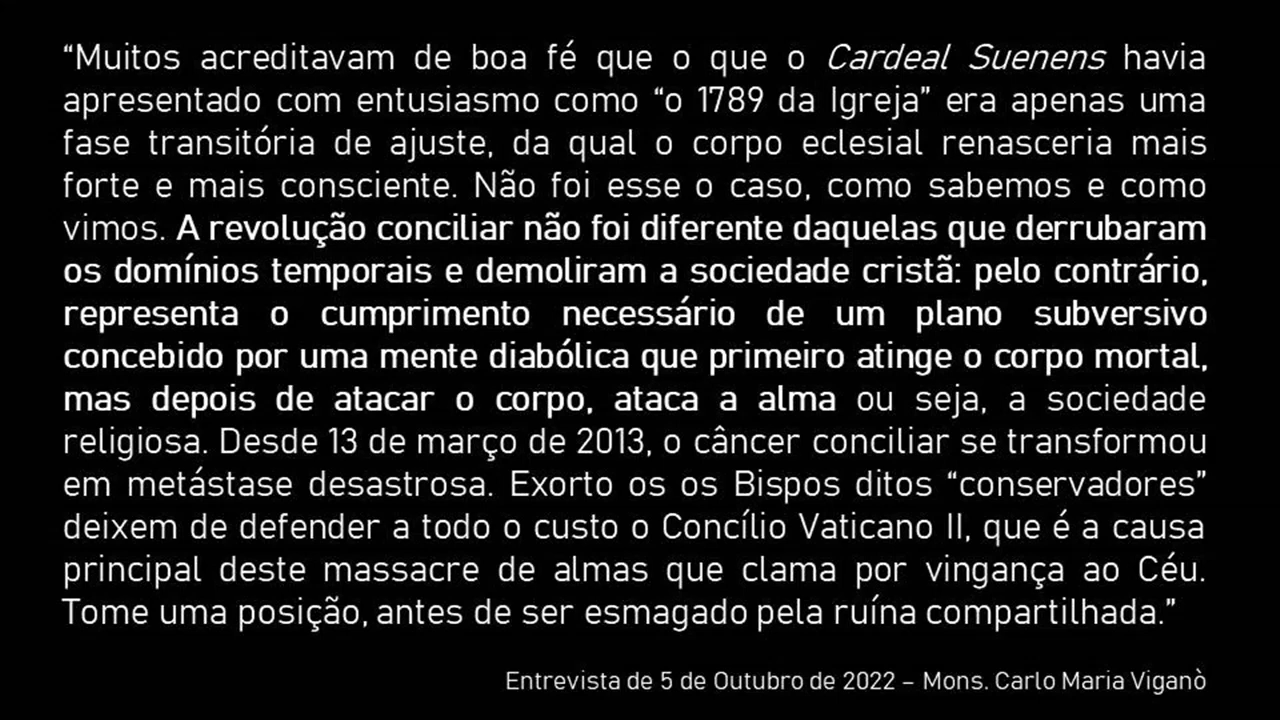 “Muitos acreditavam de boa fé que o que o Cardeal Suenens havia
apresentado com entusiasmo como “o 1789 da Igreja” era apenas uma
fase transitória de ajuste, da qual o corpo eclesial renasceria mais
forte e mais consciente. Não foi esse o caso, como sabemos e como
vimos. A revolução conciliar não foi diferente daquelas que derrubaram
os domínios temporais e demoliram a sociedade cristã: pelo contrário,
representa o cumprimento necessário de um plano subversivo
concebido por uma mente diabólica que primeiro atinge o corpo mortal,
mas depois de atacar o corpo, ataca a alma ou seja, a sociedade
religiosa. Desde 13 de março de 2013, o câncer conciliar se transformou
em metástase desastrosa. Exorto os os Bispos ditos “conservadores”
deixem de defender a todo o custo o Concílio Vaticano II, que é a causa
principal deste massacre de almas que clama por vingança ao Céu.
Tome uma posição, antes de ser esmagado pela ruína compartilhada.”
Entrevista de 5 de Outubro de 2022 – Mons. Carlo Maria Viganò